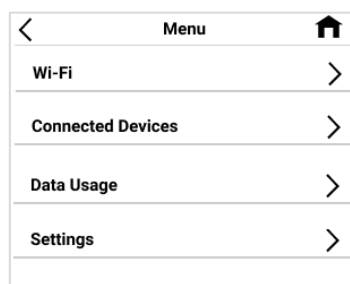 Menu
Wi-Fi
Connected Devices
Data Usage
Settings